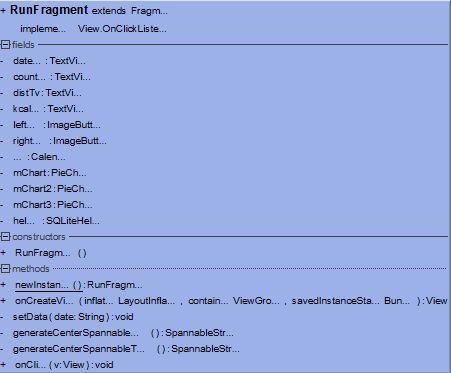 + RunFragment extends Fragm...
impleme... View.OnClickListe...
fields
- date... : TextVi...
- count... : TextVi...
- distTv: TextVi...
- kcal... : TextVi...
- left... : ImageButt...
- right... : ImageButt...
- ... : Calen...
- mChart: PieCh...
- mChart2: PieCh...
- mChart3: PieCh...
- hel... : SQLiteHel...
constructors
+ RunFragm... ()
methods
+ newInstan... (): RunFragm...
+ onCreateVi... (inflat... LayoutInfla... , contain... ViewGro... , savedInstanceSta... Bun... ): View
- setData(date: String): void
- generateCenterSpannable... (): SpannableStr...
- generateCenterSpannableT... (): SpannableStr...
+ onCli... (v: View): void